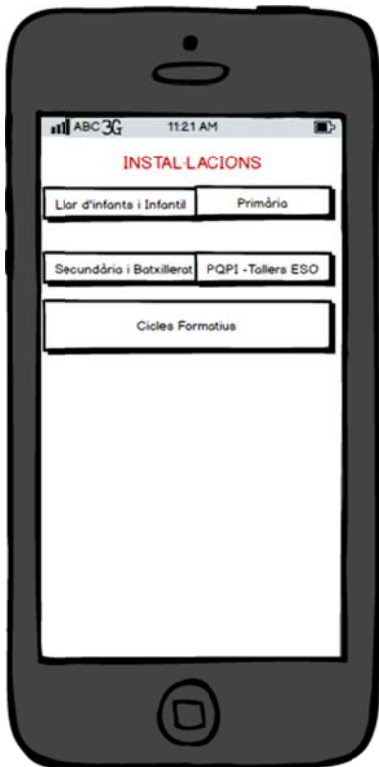 ABC 3G 11:21 AM
INSTAL·LACIONS
Llar d'infants i Infantil Primària
Secundària i Batxillerat PQPI -Tallers ESO
Cicles Formatius